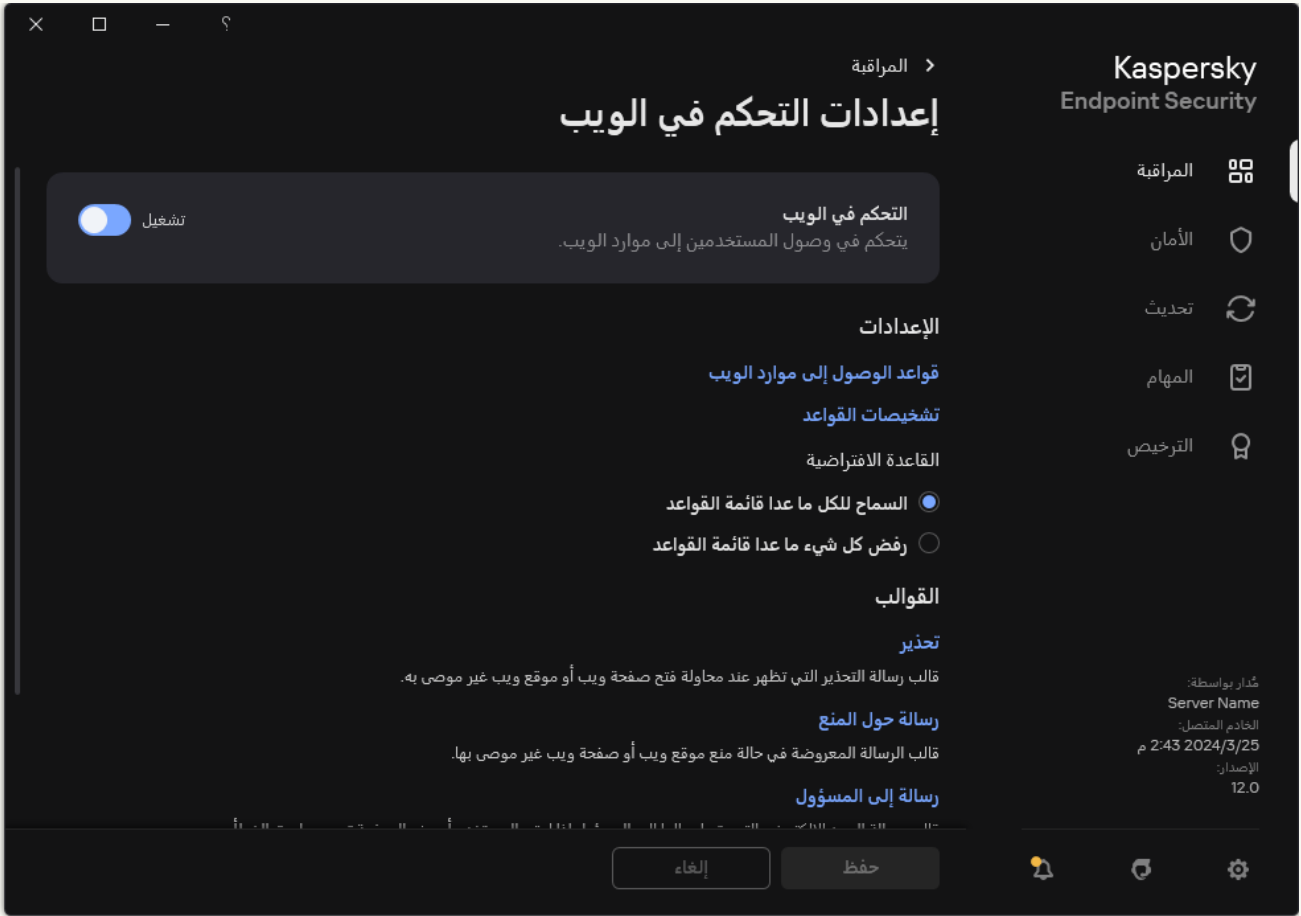 ؟
Kaspersky
Endpoint Security
المراقبة
الأمان
تحديث
المهام
الترخيص
مُدار بواسطة:
Server Name
الخادم المتصل:
2024/3/25 2:43 م
الإصدار:
12.0
المراقبة
إعدادات التحكم في الويب
التحكم في الويب
يتحكم في وصول المستخدمين إلى موارد الويب.
تشغيل
الإعدادات
قواعد الوصول إلى موارد الويب
تشخيصات القواعد
القاعدة الافتراضية
السماح للكل ما عدا قائمة القواعد
رفض كل شيء ما عدا قائمة القواعد
القوالب
تحذير
قالب رسالة التحذير التي تظهر عند محاولة فتح صفحة ويب أو موقع ويب غير موصى به.
رسالة حول المنع
قالب الرسالة المعروضة في حالة منع موقع ويب أو صفحة ويب غير موصى بها.
رسالة إلى المسؤول
حفظ
إلغاء